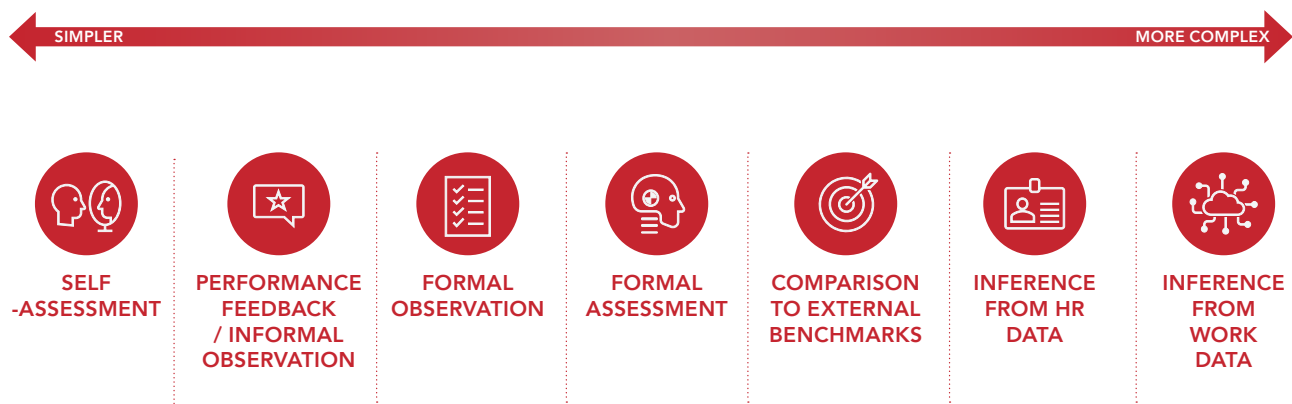 SIMPLER
MORE COMPLEX
SELF
-ASSESSMENT
PERFORMANCE
FEEDBACK
/ INFORMAL
OBSERVATION
FORMAL
OBSERVATION
FORMAL
ASSESSMENT
COMPARISON
TO EXTERNAL
BENCHMARKS
INFERENCE
FROM HR
DATA
INFERENCE
FROM
WORK
DATA